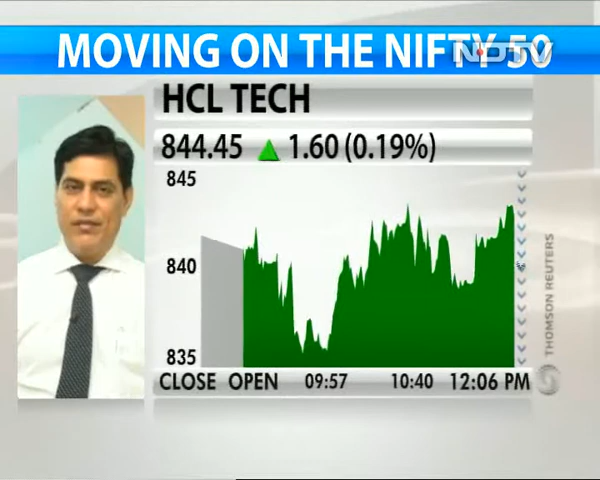 MOVING ON THE NIFTY 50
NDTV
HCL TECH
844.45 ▲ 1.60 (0.19%)
845
840
835
CLOSE OPEN 09:57 10:40 12:06 PM
THOMSON REUTERS